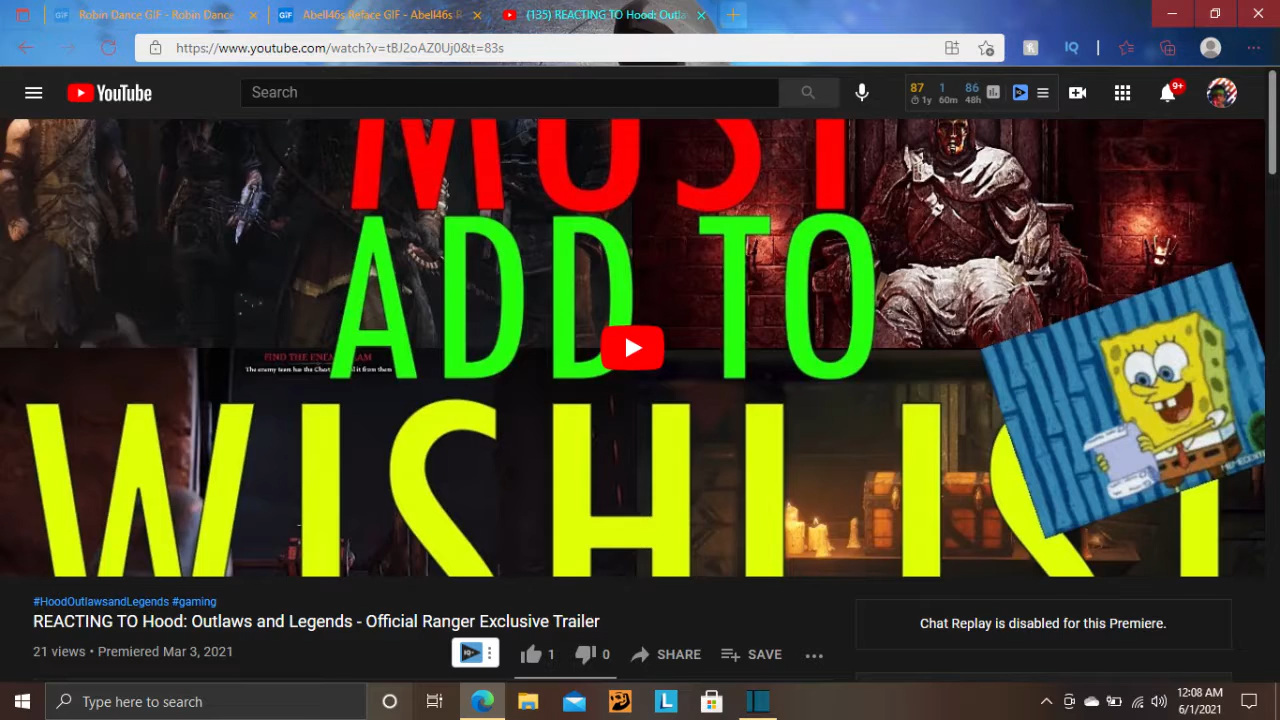 Robin Dance GIF - Robin Dance
GIF Abell46s Reface GIF - Abell46s R
(135) REACTING TO Hood: Outla
https://www.youtube.com/watch?v=tBJ2oAZ0Uj0&t=83s
IQ
YouTube
Search
87 1 86
1y 60m 48h
9+
MUST
ADD TO
FIND THE ENEMY TEAM
WISHLIST
#HoodOutlawsandLegends #gaming
REACTING TO Hood: Outlaws and Legends - Official Ranger Exclusive Trailer
Chat Replay is disabled for this Premiere.
21 views • Premiered Mar 3, 2021
1
0
SHARE
SAVE
Type here to search
L
12:08 AM
6/1/2021